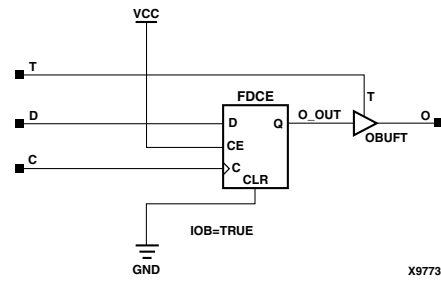 VCC
T
FDCE
T
D
D
Q
O_OUT
O
CE
OBUFT
C
C
CLR
IOB=TRUE
GND
X9773